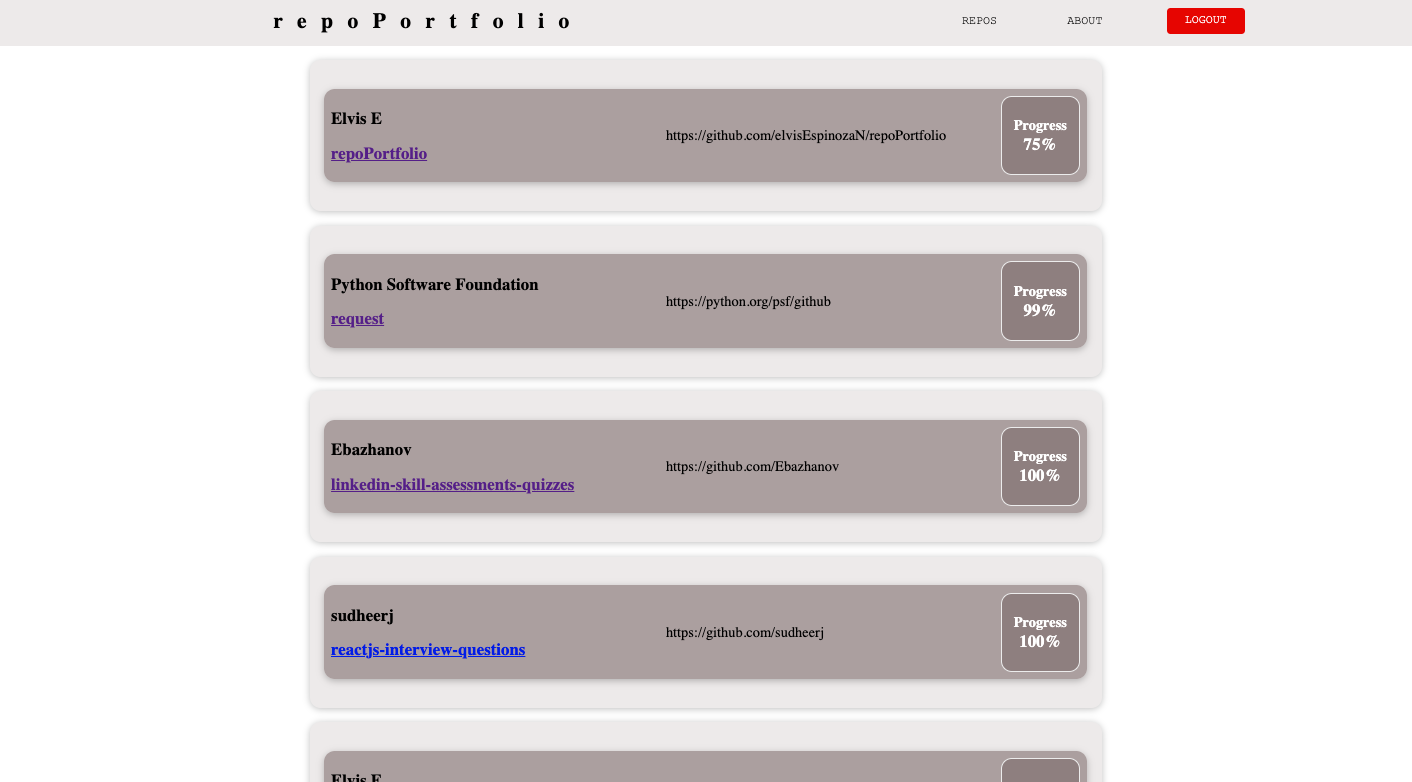 repoPortfolio REPOS ABOUT LOGOUT
Elvis E
https://github.com/elvisEspinozaN/repoPortfolio
repoPortfolio
Progress
75%
Python Software Foundation
https://python.org/psf/github
request
Progress
99%
Ebazhanov
https://github.com/Ebazhanov
linkedin-skill-assessments-quizzes
Progress
100%
sudheerj
https://github.com/sudheerj
reactjs-interview-questions
Progress
100%
Elvis E